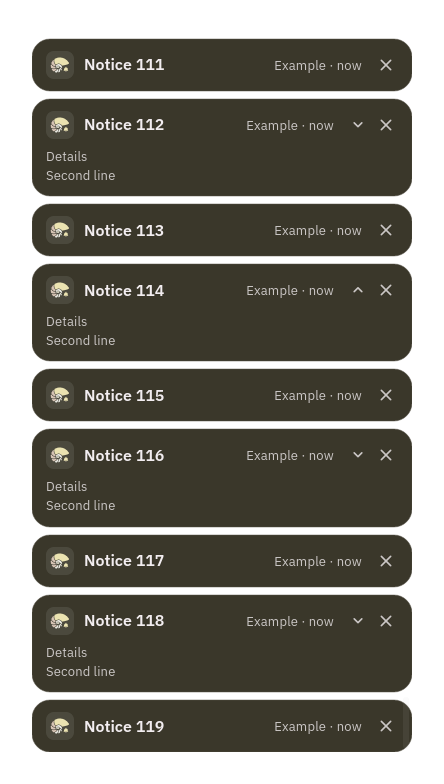 Notice 111 Example · now
Notice 112 Example · now
Details
Second line
Notice 113 Example · now
Notice 114 Example · now
Details
Second line
Notice 115 Example · now
Notice 116 Example · now
Details
Second line
Notice 117 Example · now
Notice 118 Example · now
Details
Second line
Notice 119 Example · now